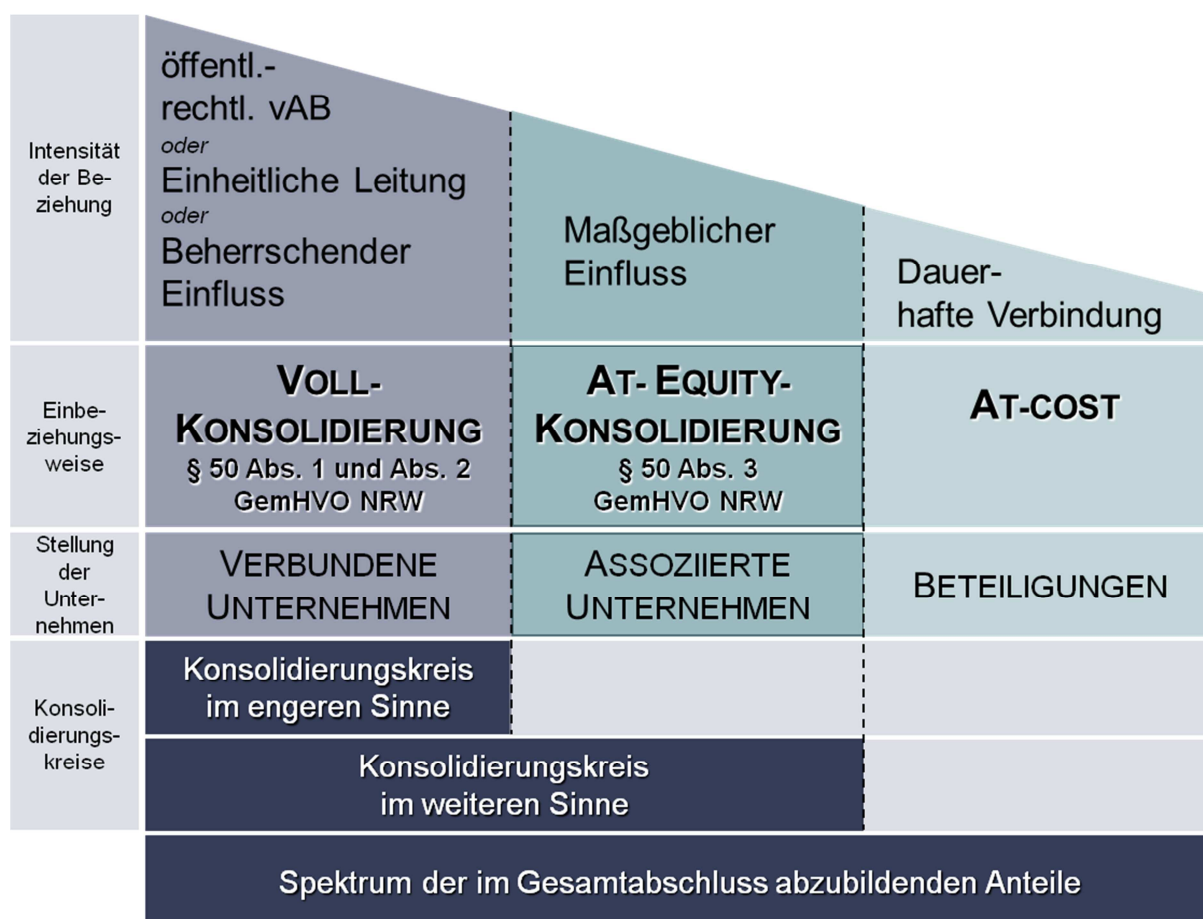 Intensität
der Be-
ziehung
öffentl.-
rechtl. vAB
oder
Einheitliche Leitung
oder
Beherrschender
Einfluss
Maßgeblicher
Einfluss
Dauer-
hafte Verbindung
Einbe-
ziehungs-
weise
VOLL-
KONSOLIDIERUNG
§ 50 Abs. 1 und Abs. 2
GemHVO NRW
AT- EQUITY-
KONSOLIDIERUNG
§ 50 Abs. 3
GemHVO NRW
AT-COST
Stellung
der
Unter-
nehmen
VERBUNDENE
UNTERNEHMEN
ASSOZIIERTE
UNTERNEHMEN
BETEILIGUNGEN
Konsoli-
dierungs-
kreise
Konsolidierungskreis
im engeren Sinne
Konsolidierungskreis
im weiteren Sinne
Spektrum der im Gesamtabschluss abzubildenden Anteile